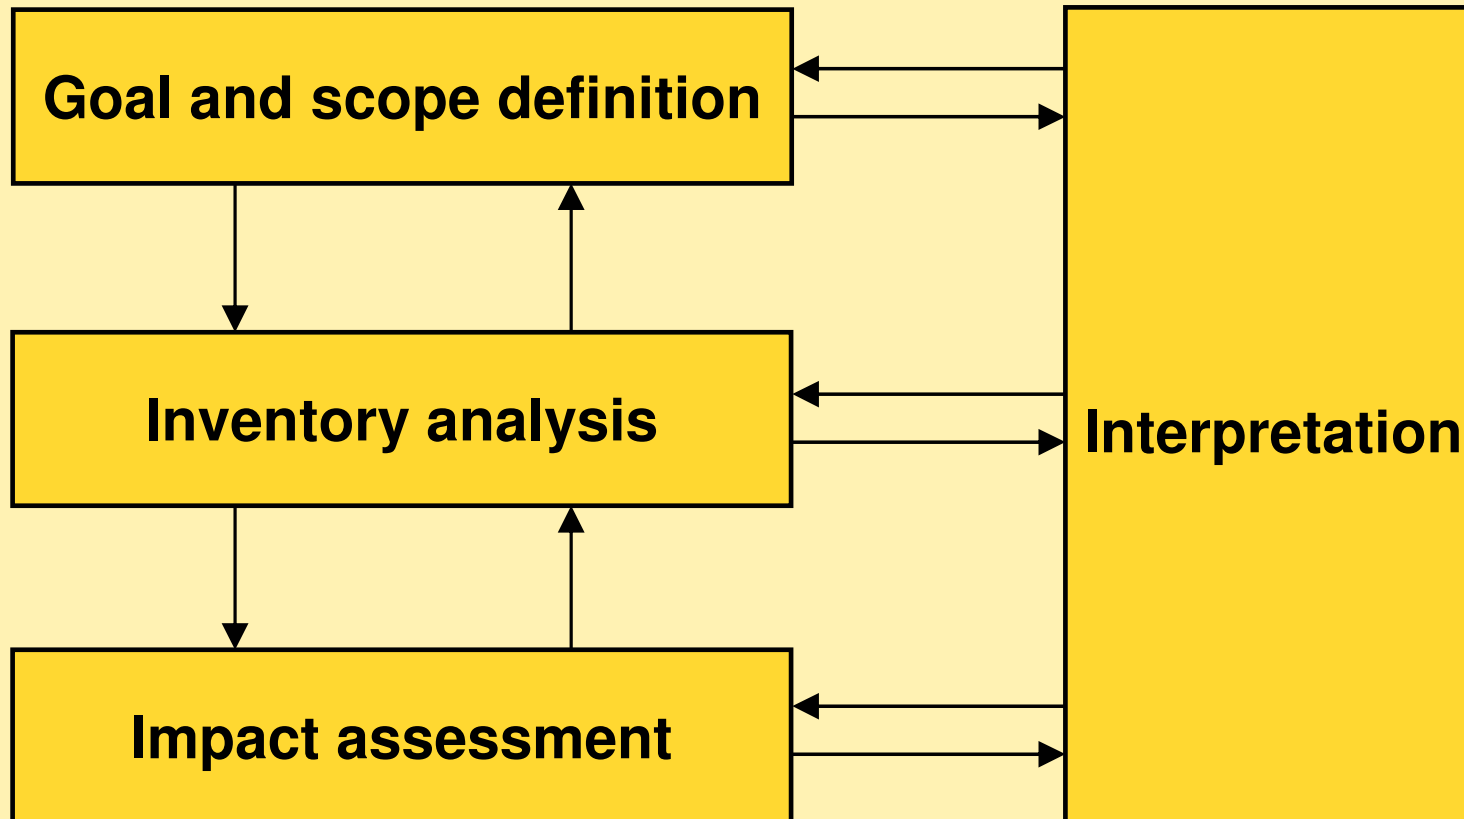 Goal and scope definition
Inventory analysis
Interpretation
Impact assessment